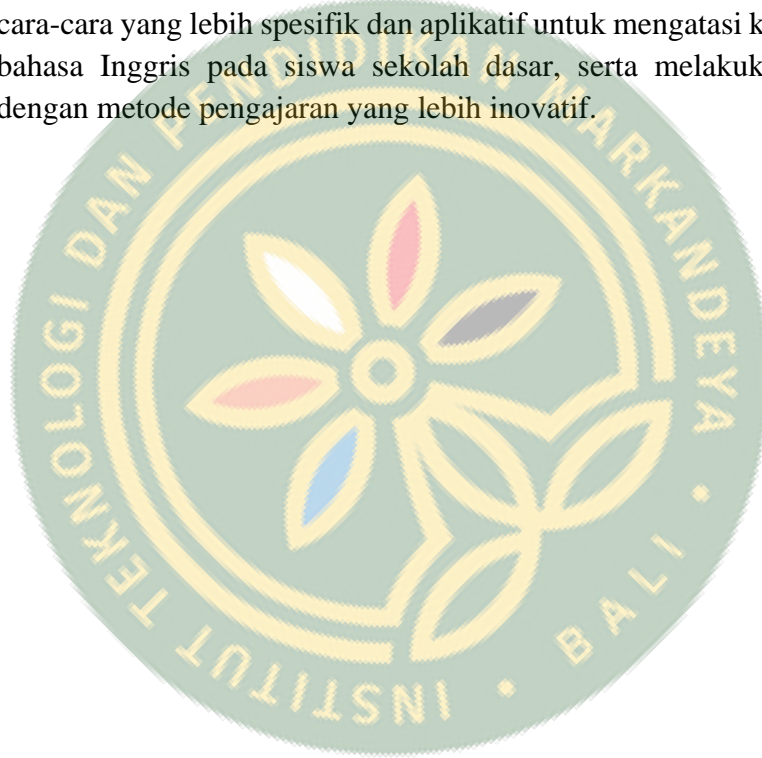 cara-cara yang lebih spesifik dan aplikatif untuk mengatasi k
bahasa Inggris pada siswa sekolah dasar, serta melakuk
dengan metode pengajaran yang lebih inovatif.
INSTITUT TEKNOLOGI DAN PENDIDIKAN MARKANDEYA • BALI •